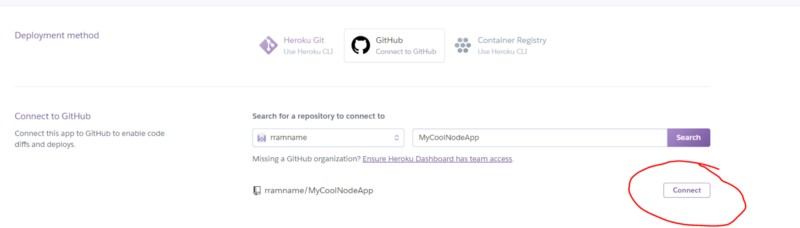 Deployment method
Heroku Git
Use Heroku CLI
GitHub
Connect to GitHub
Container Registry
Use Heroku CLI
Connect to GitHub
Connect this app to GitHub to enable code
diffs and deploys.
Search for a repository to connect to
rramname
MyCoolNodeApp
Search
Missing a GitHub organization? Ensure Heroku Dashboard has team access.
rramname/MyCoolNodeApp
Connect